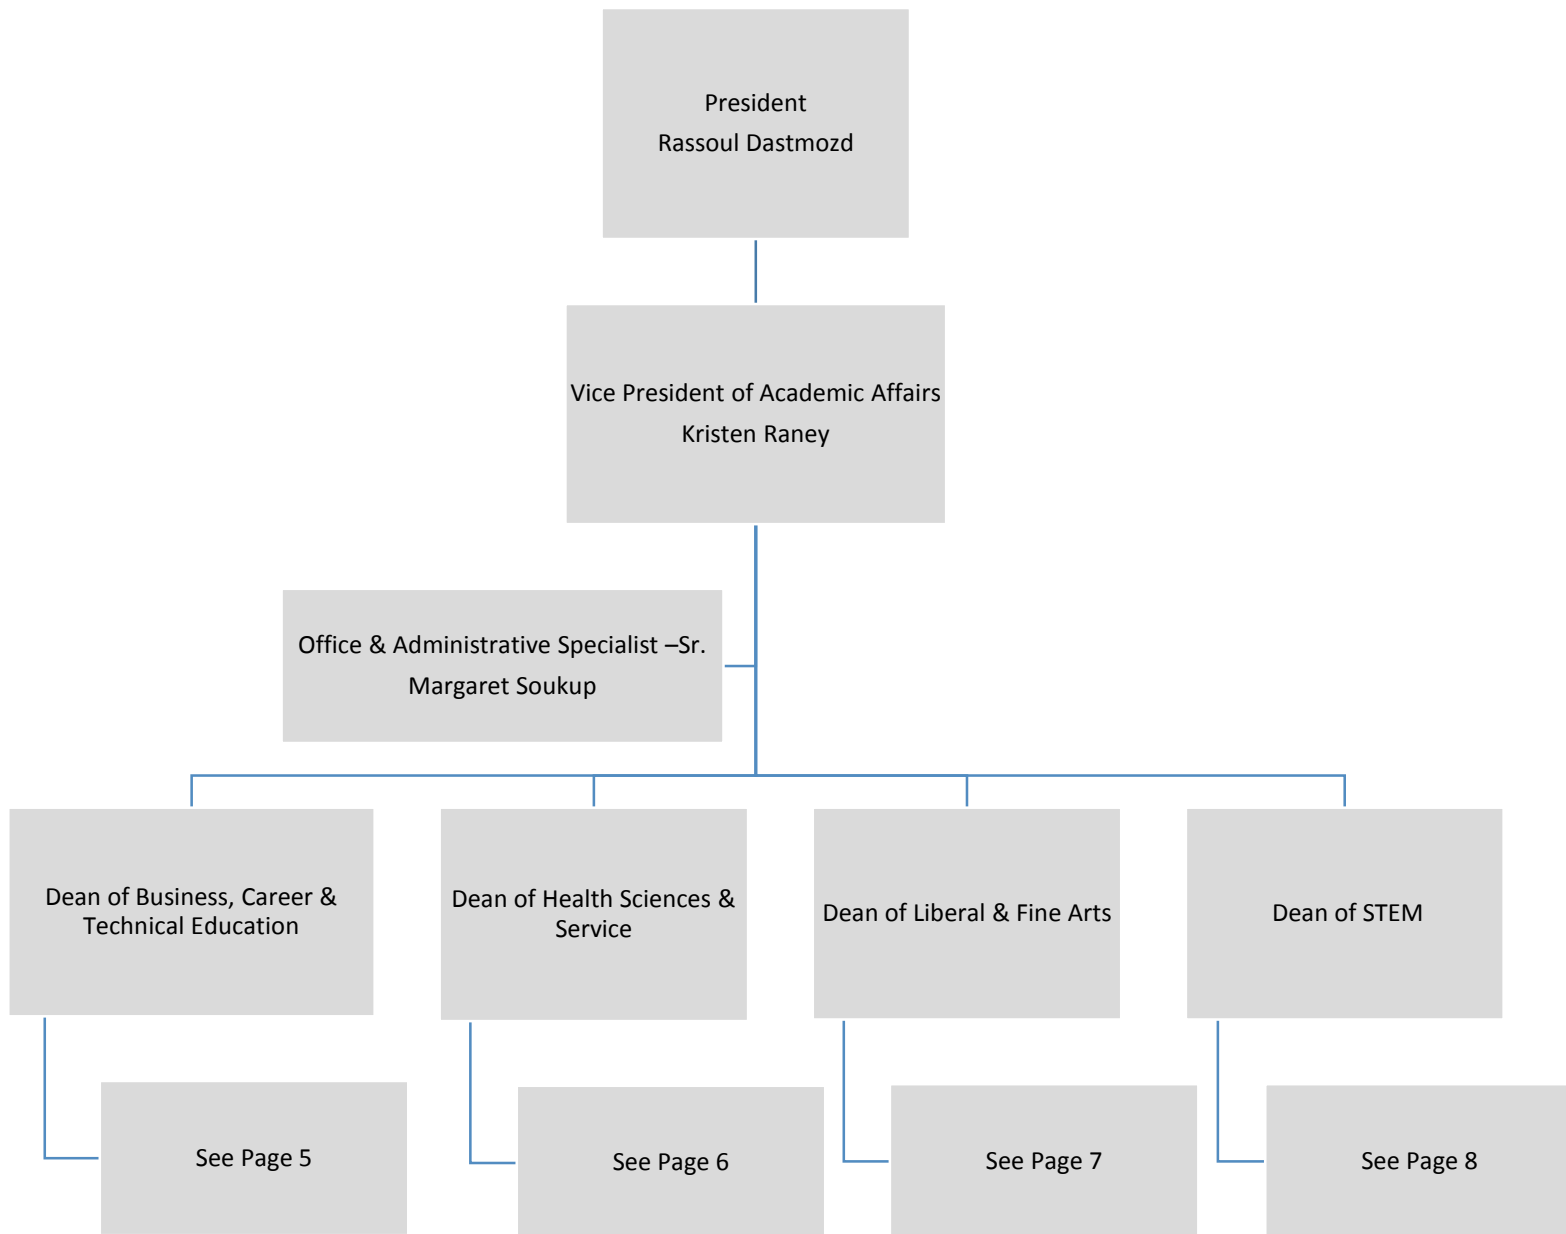 President
Rassoul Dastmozd
Vice President of Academic Affairs
Kristen Raney
Office & Administrative Specialist –Sr.
Margaret Soukup
Dean of Business, Career &
Technical Education
Dean of Health Sciences &
Service
Dean of Liberal & Fine Arts
Dean of STEM
See Page 5
See Page 6
See Page 7
See Page 8